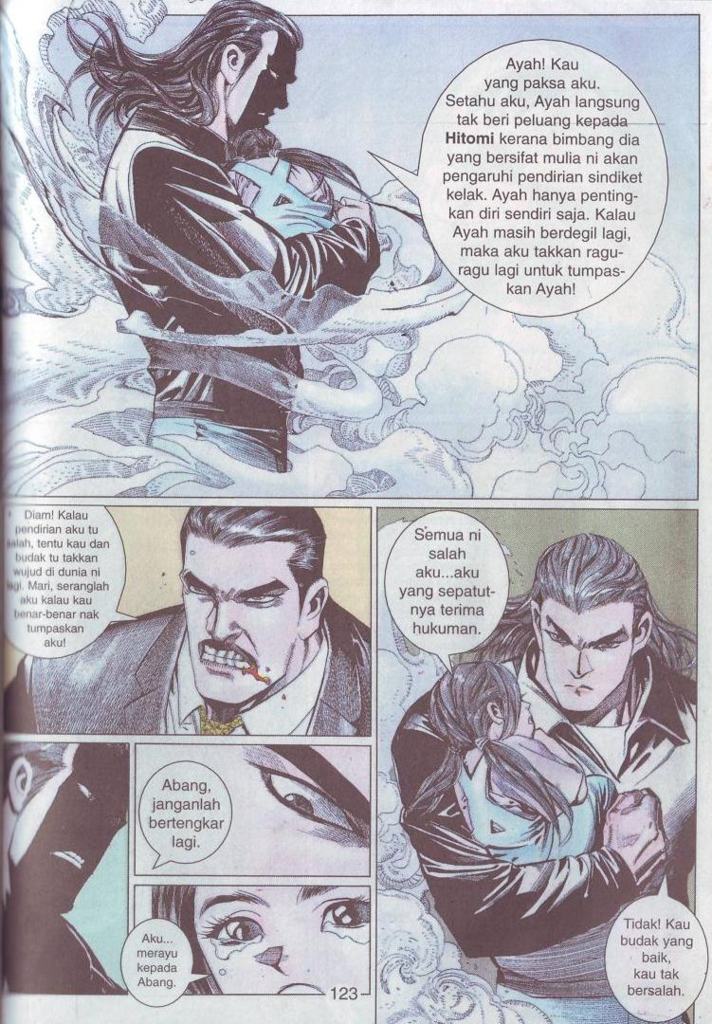 Ayah! Kau
yang paksa aku.
Setahu aku, Ayah langsung
tak beri peluang kepada
Hitomi kerana bimbang dia
yang bersifat mulia ni akan
pengaruhi pendirian sindiket
kelak. Ayah hanya penting-
kan diri sendiri saja. Kalau
Ayah masih berdegil lagi,
maka aku takkan ragu-
ragu lagi untuk tumpas-
kan Ayah!
Diam! Kalau
pendirian aku tu
salah, tentu kau dan
budak tu takkan
wujud di dunia ni
lagi. Mari, seranglah
aku kalau kau
benar-benar nak
tumpaskan
aku!
Semua ni
salah
aku...aku
yang sepatut-
nya terima
hukuman.
Abang,
janganlah
bertengkar
lagi.
Aku...
merayu
kepada
Abang.
Tidak! Kau
budak yang
baik,
kau tak
bersalah.
123